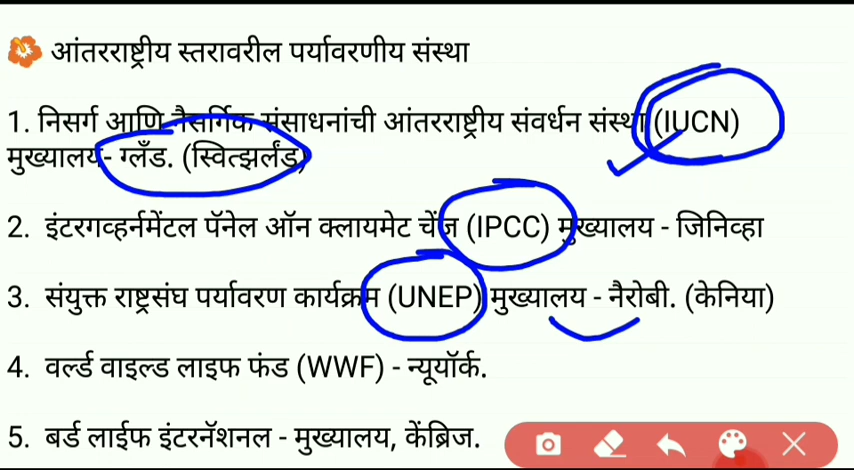 आंतरराष्ट्रीय स्तरावरील पर्यावरणीय संस्था
1. निसर्ग आणि नैसर्गिक संसाधनांची आंतरराष्ट्रीय संवर्धन संस्था (IUCN)
मुख्यालय- ग्लँड. (स्वित्झर्लंड)
2. इंटरगव्हर्नमेंटल पॅनेल ऑन क्लायमेट चेंज (IPCC) मुख्यालय - जिनिव्हा
3. संयुक्त राष्ट्रसंघ पर्यावरण कार्यक्रम (UNEP) मुख्यालय - नैरोबी. (केनिया)
4. वर्ल्ड वाइल्ड लाइफ फंड (WWF) - न्यूयॉर्क.
5. बर्ड लाईफ इंटरनॅशनल - मुख्यालय, केंब्रिज.